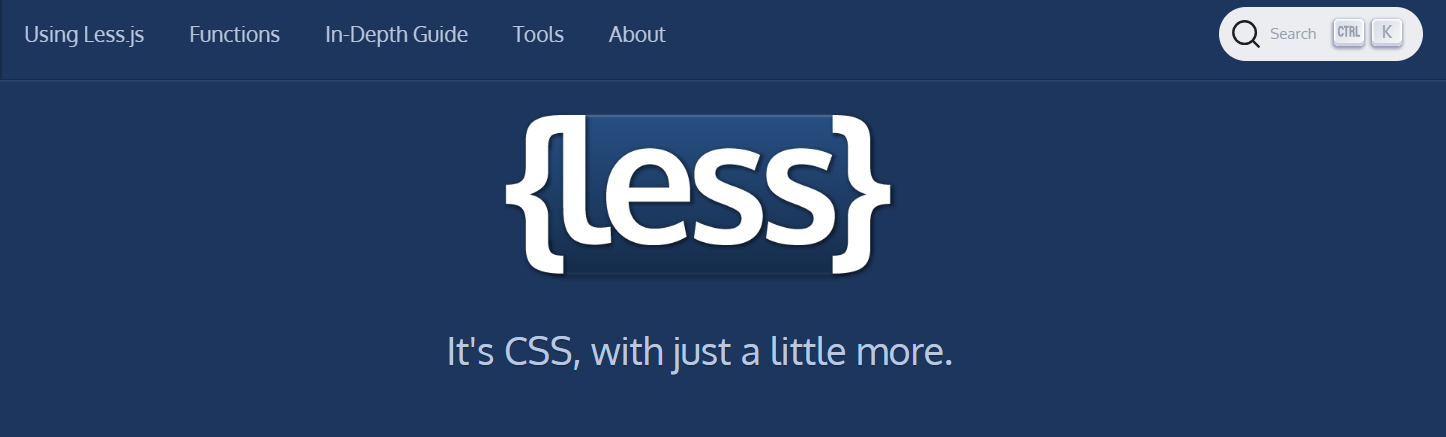 Using Less.js Functions In-Depth Guide Tools About Search CTRL K
{less}
It's CSS, with just a little more.